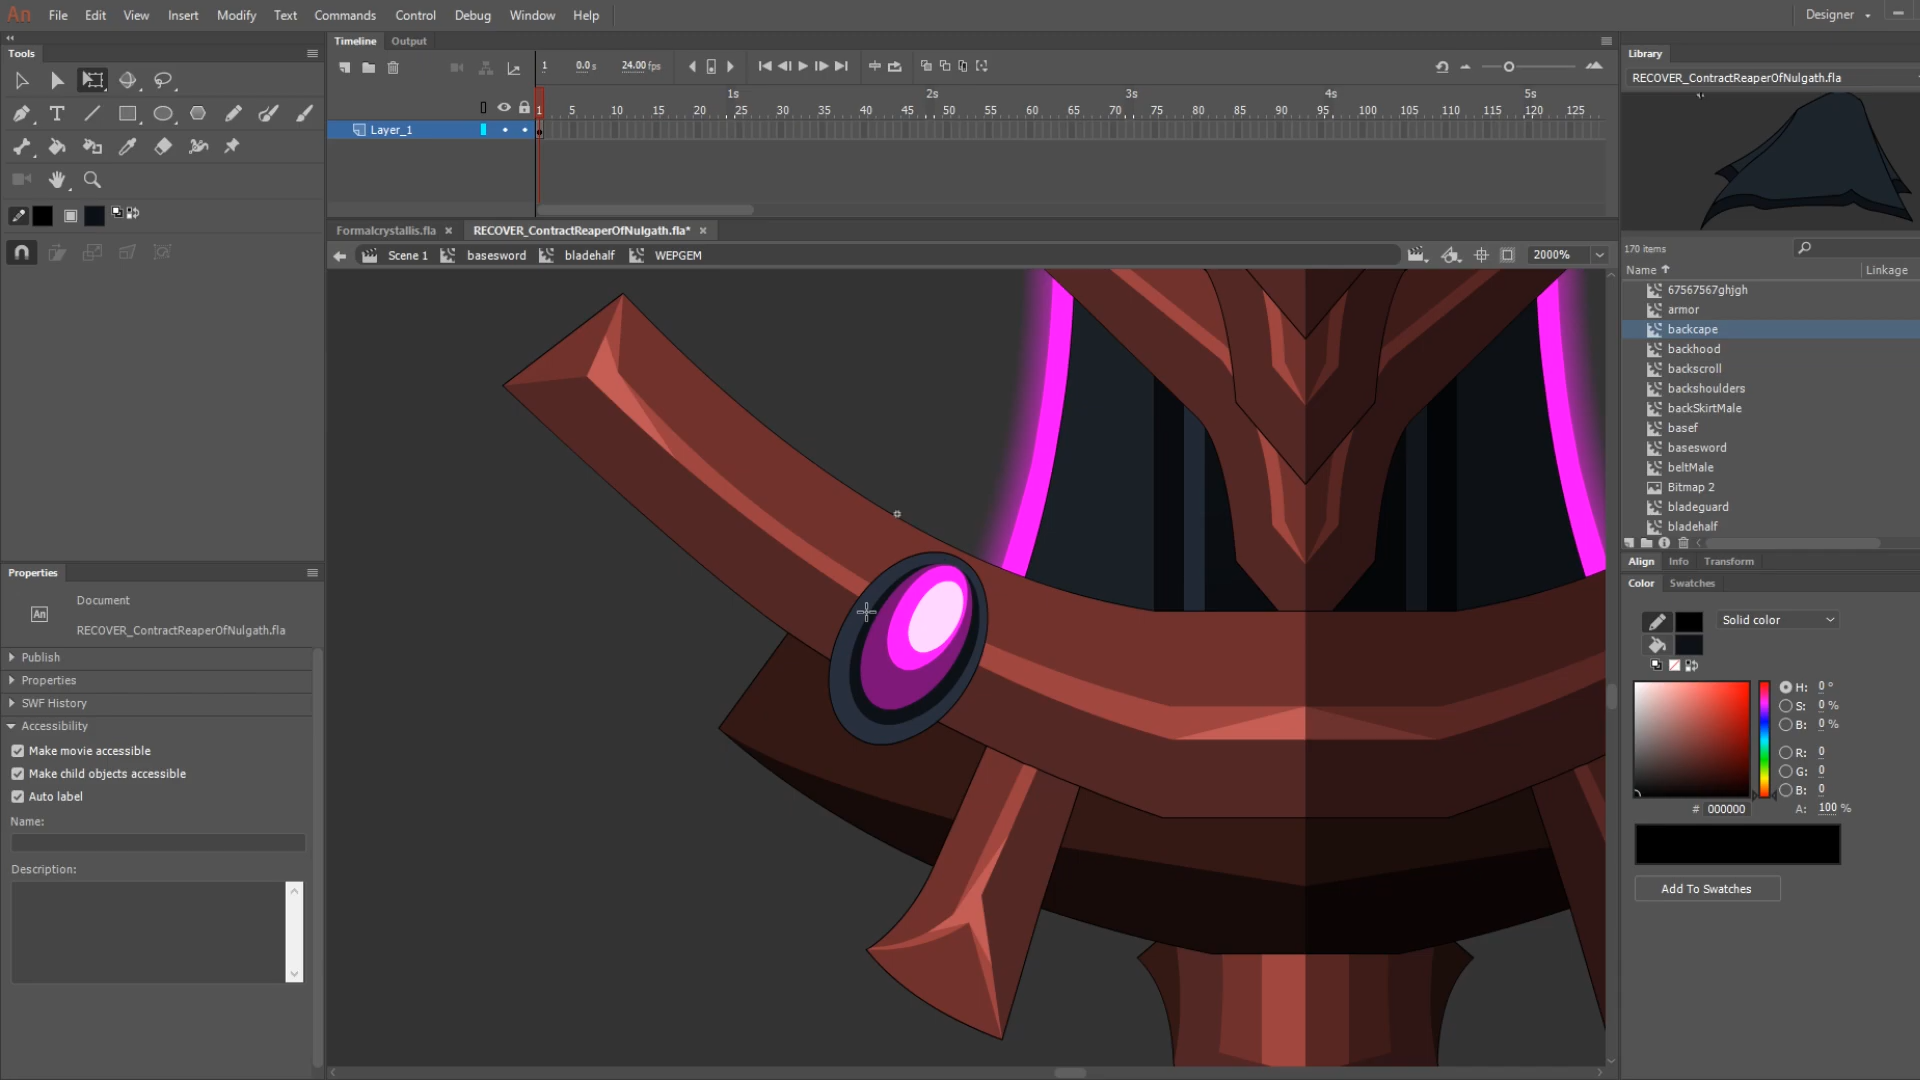 An File Edit View Insert Modify Text Commands Control Debug Window Help Designer
Tools
Timeline Output
1 0.0 s 24.00 fps
1s 2s 3s 4s 5s
1 5 10 15 20 25 30 35 40 45 50 55 60 65 70 75 80 85 90 95 100 105 110 115 120 125
Layer_1
Formalcrystallis.fla RECOVER_ContractReaperOfNulgath.fla*
Scene 1 basesword bladehalf WEPGEM 2000%
Library
RECOVER_ContractReaperOfNulgath.fla
170 items
Name Linkage
67567567ghjgh
armor
backcape
backhood
backscroll
backshoulders
backSkirtMale
basef
basesword
beltMale
Bitmap 2
bladeguard
bladehalf
Align Info Transform
Color Swatches
Solid color
H: 0 °
S: 0 %
B: 0 %
R: 0
G: 0
B: 0
# 000000 A: 100 %
Add To Swatches
Properties
An Document
RECOVER_ContractReaperOfNulgath.fla
Publish
Properties
SWF History
Accessibility
Make movie accessible
Make child objects accessible
Auto label
Name:
Description: